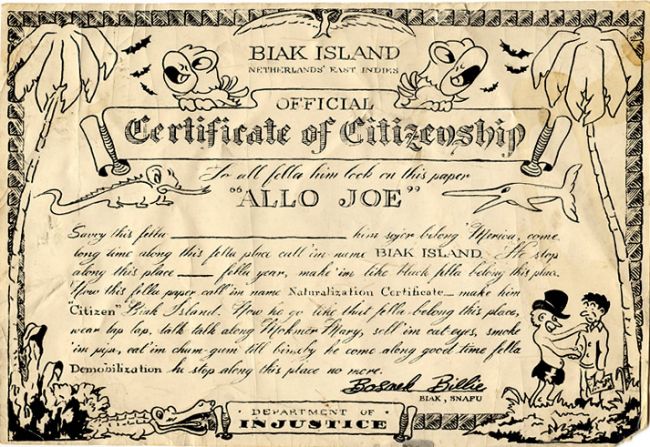 BIAK ISLAND
NETHERLANDS' EAST INDIES
OFFICIAL
Certificate of Citizenship
To all fella him look on this paper
"ALLO JOE"
Savvy this fella ____________ him sojer belong 'Merica, come
long time along this fella place call 'im name BIAK ISLAND. He stops
along this place ____ fella year, make 'im like black fella belong this place.
Now this fella paper call 'im name Naturalization Certificate — make him
Citizen" Biak Island. Now he go like that fella belong this place,
wear lap lap, talk talk along Mokmer Mary, sell 'im cat eyes, smoke
'im pipe, eat 'im chum-gum till bimeby he come along good time fella
Demobilization he stop along this place no more.
Bosnek Billie
BIAK, SNAFU
DEPARTMENT OF
INJUSTICE